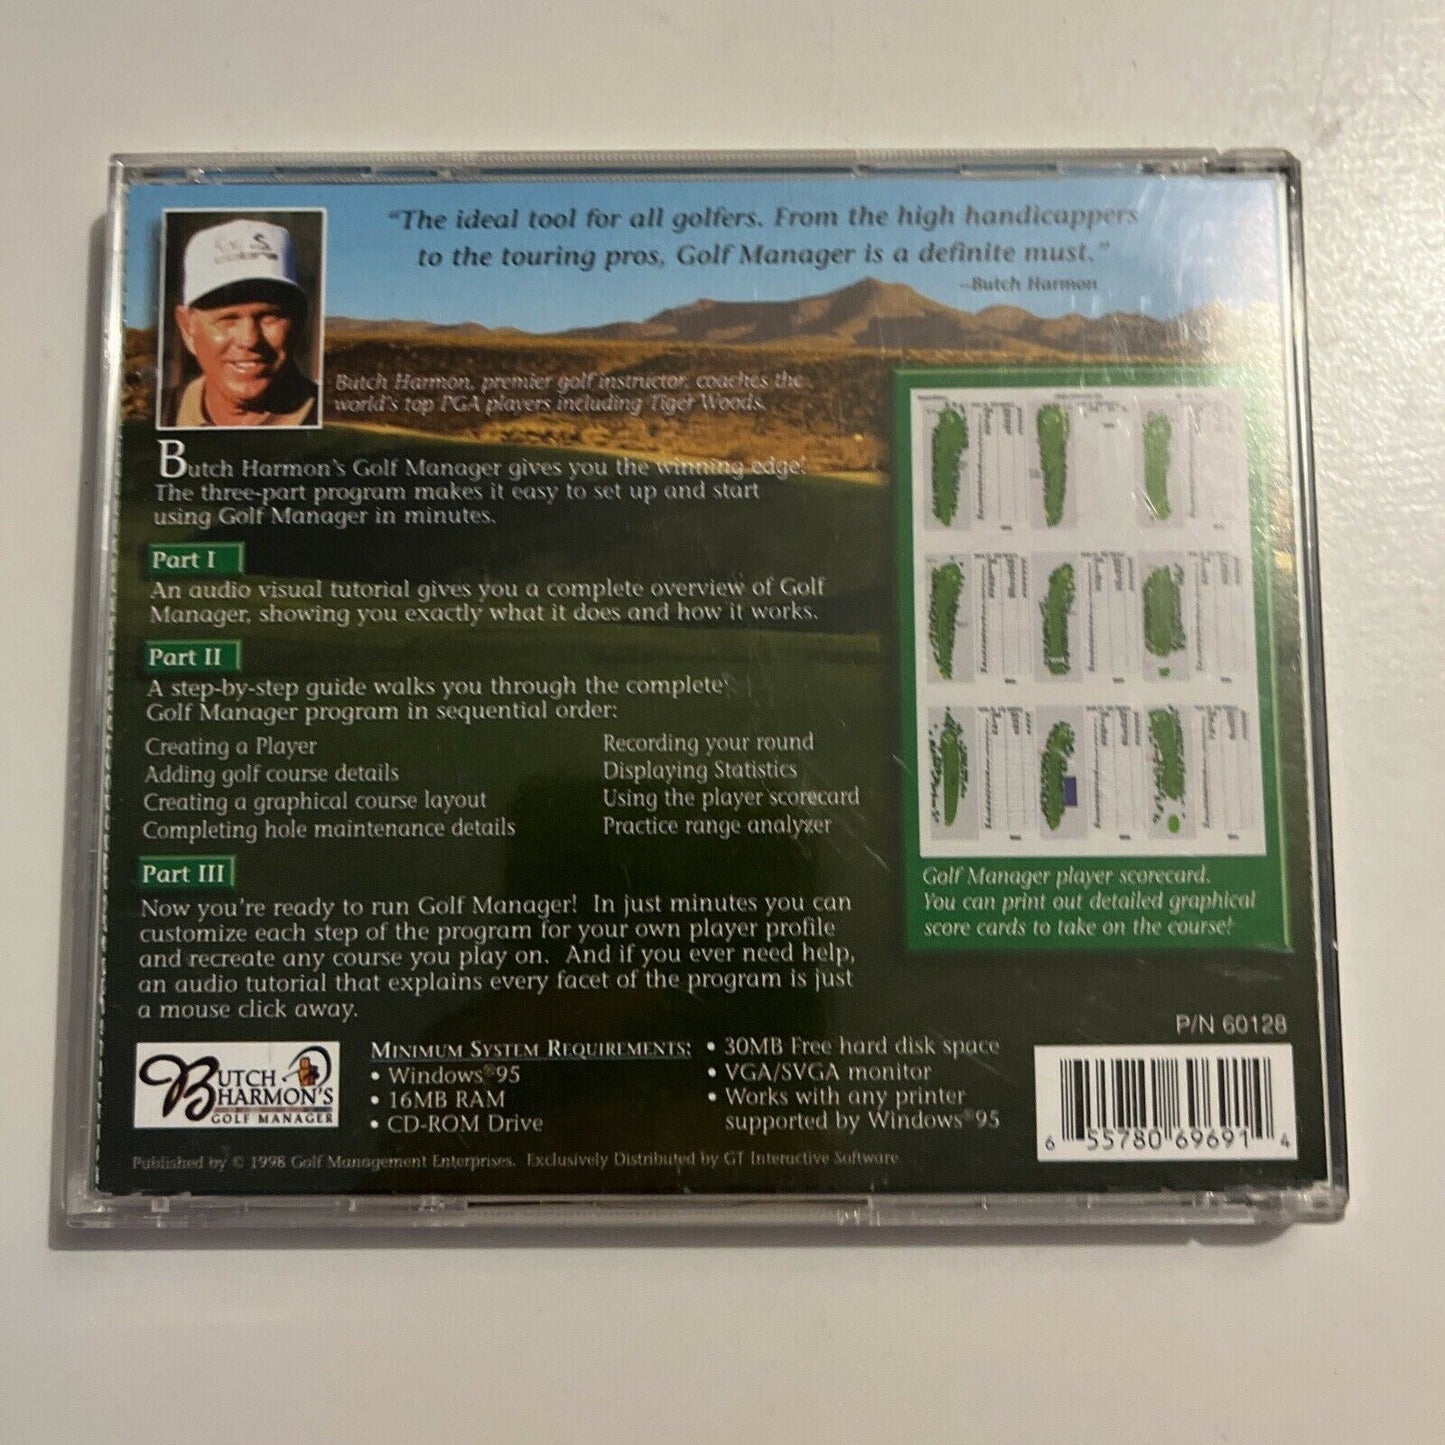 “The ideal tool for all golfers. From the high handicappers
to the touring pros, Golf Manager is a definite must.”
--Butch Harmon
Butch Harmon, premier golf instructor, coaches the
world's top PGA players including Tiger Woods.
Butch Harmon's Golf Manager gives you the winning edge!
The three-part program makes it easy to set up and start
using Golf Manager in minutes.
Part I
An audio visual tutorial gives you a complete overview of Golf
Manager, showing you exactly what it does and how it works.
Part II
A step-by-step guide walks you through the complete
Golf Manager program in sequential order:
Creating a Player
Adding golf course details
Creating a graphical course layout
Completing hole maintenance details
Recording your round
Displaying Statistics
Using the player scorecard
Practice range analyzer
Part III
Now you're ready to run Golf Manager! In just minutes you can
customize each step of the program for your own player profile
and recreate any course you play on. And if you ever need help,
an audio tutorial that explains every facet of the program is just
a mouse click away.
Golf Manager player scorecard.
You can print out detailed graphical
score cards to take on the course!
P/N 60128
BUTCH
HARMON'S
GOLF MANAGER
MINIMUM SYSTEM REQUIREMENTS:
• Windows®95
• 16MB RAM
• CD-ROM Drive
• 30MB Free hard disk space
• VGA/SVGA monitor
• Works with any printer
supported by Windows®95
6 55780 69691 4
Published by © 1998 Golf Management Enterprises. Exclusively Distributed by GT Interactive Software